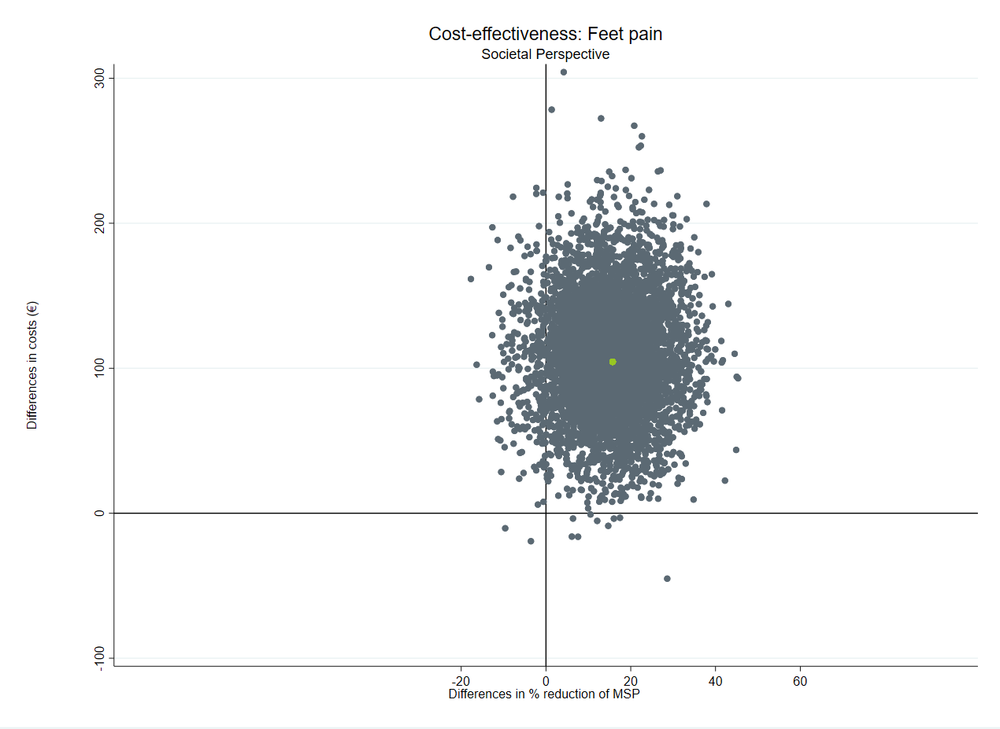 Cost-effectiveness: Feet pain
Societal Perspective
300
200
100
0
-100
Differences in costs (€)
-20 0 20 40 60
Differences in % reduction of MSP